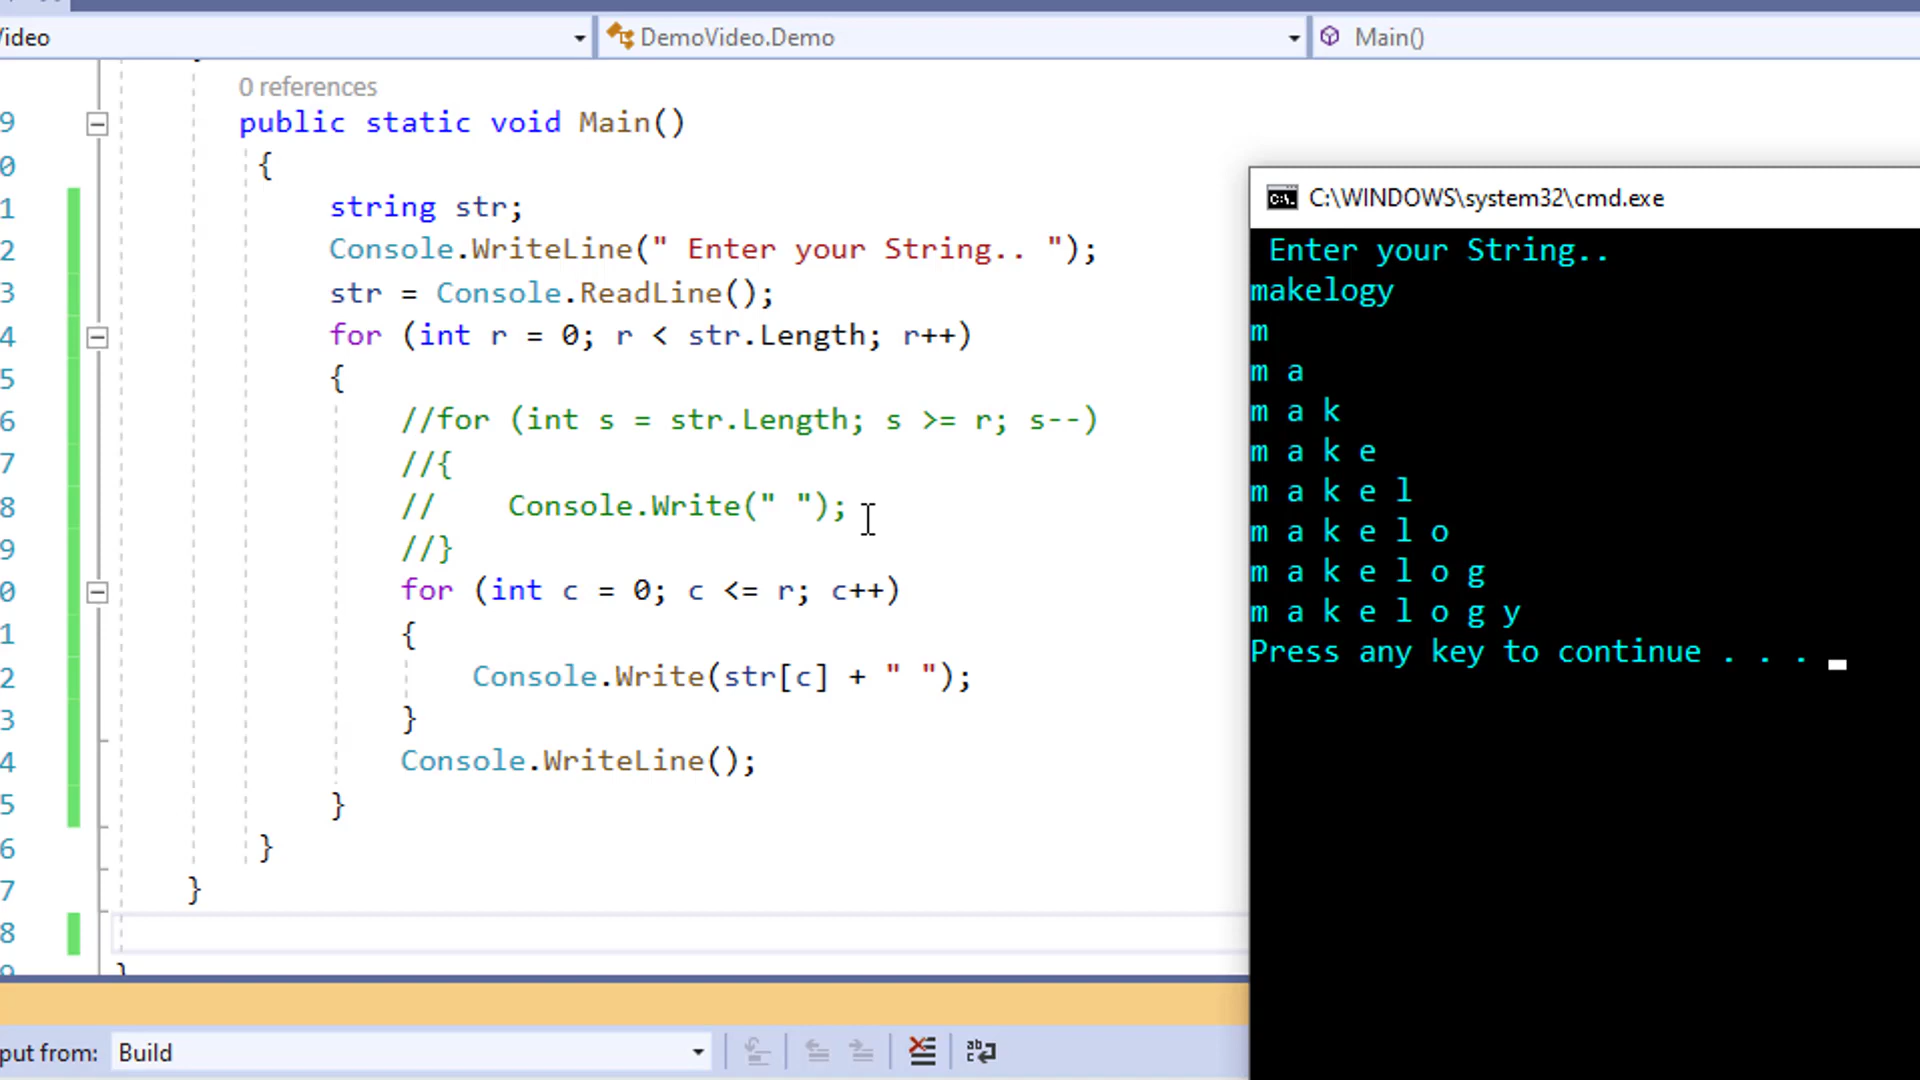 Video DemoVideo.Demo Main()
0 references
9 public static void Main()
0 {
1 string str;
2 Console.WriteLine(" Enter your String.. ");
3 str = Console.ReadLine();
4 for (int r = 0; r < str.Length; r++)
5 {
6 //for (int s = str.Length; s >= r; s--)
7 //{
8 // Console.Write(" ");
9 //}
0 for (int c = 0; c <= r; c++)
1 {
2 Console.Write(str[c] + " ");
3 }
4 Console.WriteLine();
5 }
6 }
7 }
8
9 }
put from: Build
C:\WINDOWS\system32\cmd.exe
Enter your String..
makelogy
m
m a
m a k
m a k e
m a k e l
m a k e l o
m a k e l o g
m a k e l o g y
Press any key to continue . . .